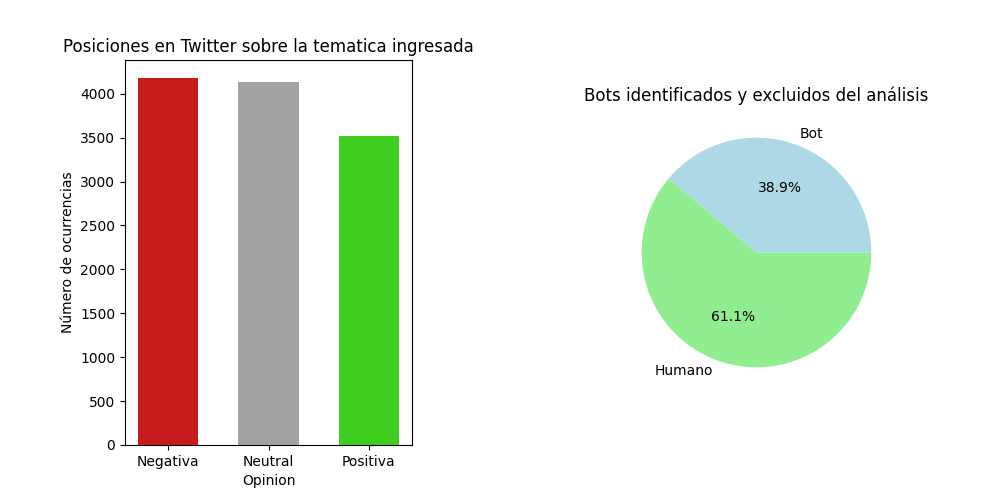 Posiciones en Twitter sobre la tematica ingresada
Número de ocurrencias
4000
3500
3000
2500
2000
1500
1000
500
0
Negativa
Neutral
Positiva
Opinion
Bots identificados y excluidos del análisis
Bot
38.9%
61.1%
Humano